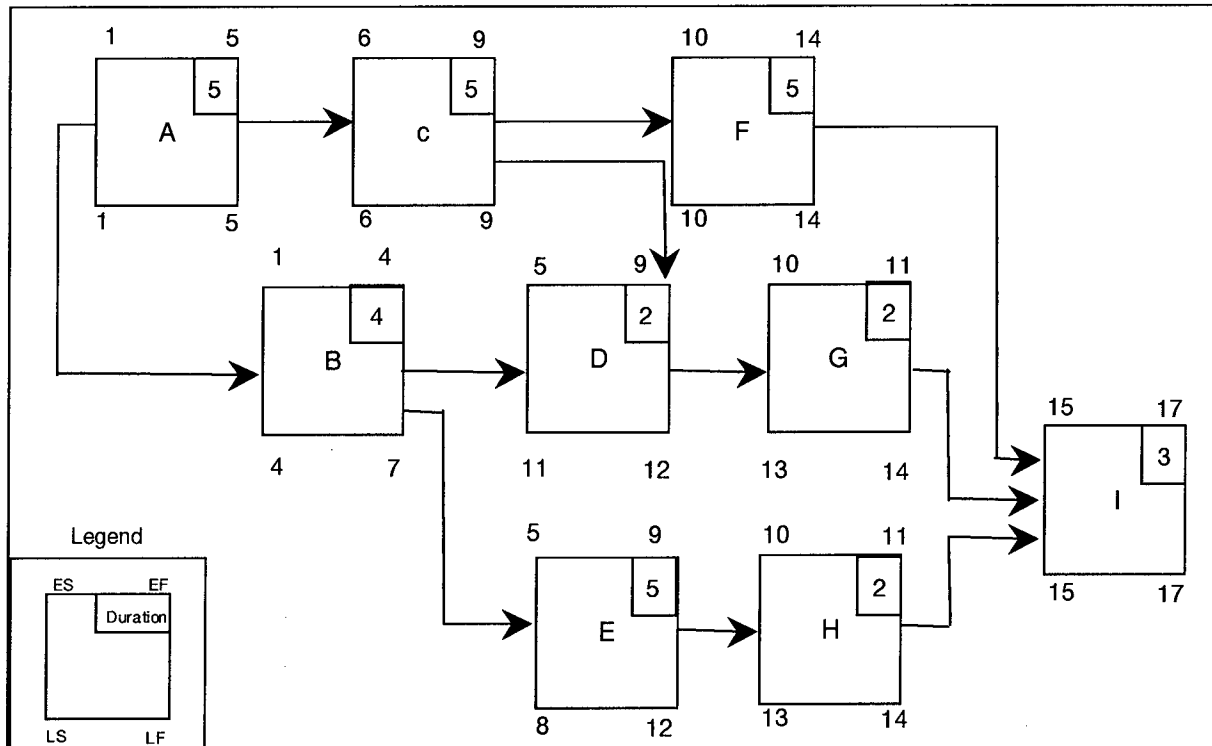 1 5 6 9 10 14
5 5 5
A c F
1 5 6 9 10 14
1 4 5 9 10 11
4 2 2
B D G
4 7 11 12 13 14
15 17
3
I
15 17
5 9 10 11
5 2
E H
8 12 13 14
Legend
ES EF
Duration
LS LF